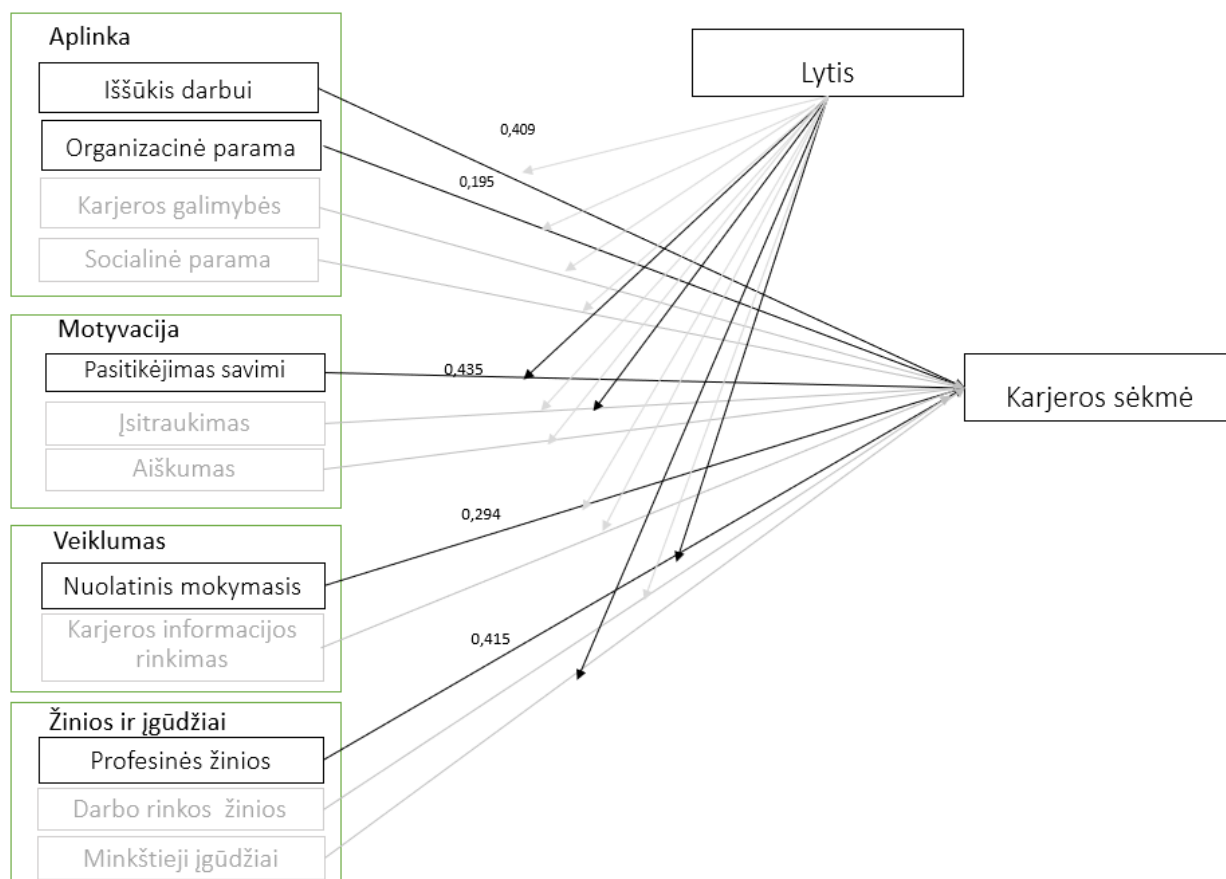 Aplinka
Iššūkis darbui
Organizacinė parama
Karjeros galimybės
Socialinė parama
Motyvacija
Pasitikėjimas savimi
Įsitraukimas
Aiškumas
Veiklumas
Nuolatinis mokymasis
Karjeros informacijos
rinkimas
Žinios ir įgūdžiai
Profesinės žinios
Darbo rinkos žinios
Minkštieji įgūdžiai
0,409
0,195
0,435
0,294
0,415
Lytis
Karjeros sėkmė